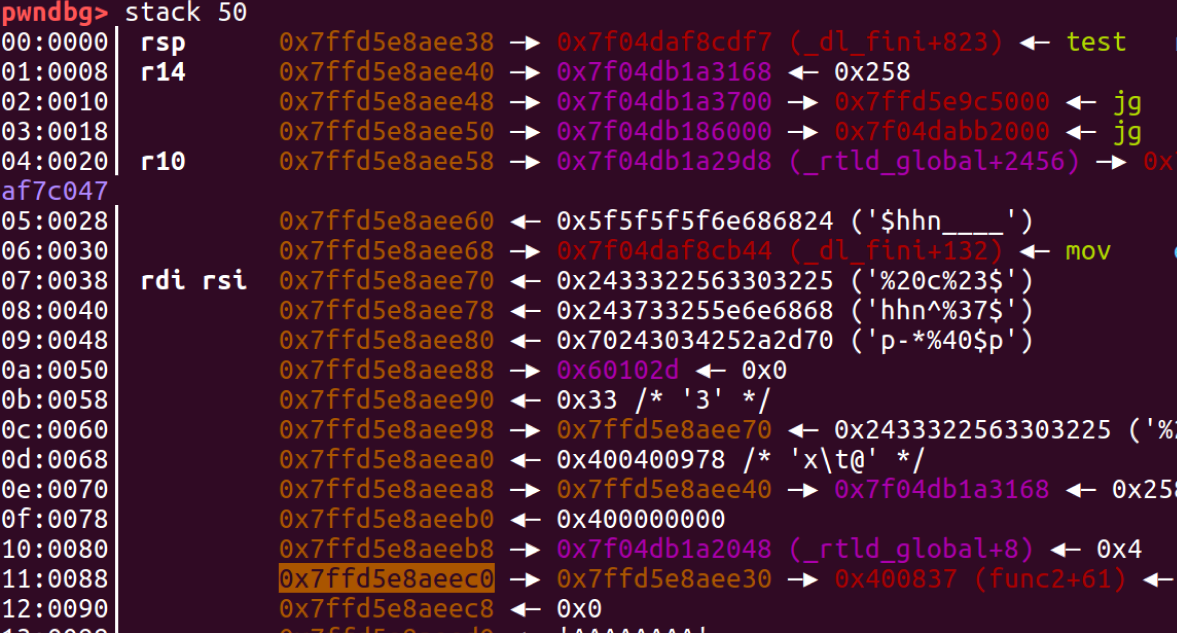 pwndbg> stack 50
00:0000│ rsp 0x7ffd5e8aee38 —▸ 0x7f04daf8cdf7 (_dl_fini+823) ◂— test
01:0008│ r14 0x7ffd5e8aee40 —▸ 0x7f04db1a3168 ◂— 0x258
02:0010│ 0x7ffd5e8aee48 —▸ 0x7f04db1a3700 —▸ 0x7ffd5e9c5000 ◂— jg
03:0018│ 0x7ffd5e8aee50 —▸ 0x7f04db186000 —▸ 0x7f04dabb2000 ◂— jg
04:0020│ r10 0x7ffd5e8aee58 —▸ 0x7f04db1a29d8 (_rtld_global+2456) —▸ 0x
af7c047
05:0028│ 0x7ffd5e8aee60 ◂— 0x5f5f5f5f6e686824 ('$hhn____')
06:0030│ 0x7ffd5e8aee68 —▸ 0x7f04daf8cb44 (_dl_fini+132) ◂— mov
07:0038│ rdi rsi 0x7ffd5e8aee70 ◂— 0x2433322563303225 ('%20c%23$')
08:0040│ 0x7ffd5e8aee78 ◂— 0x243733255e6e6868 ('hhn^%37$')
09:0048│ 0x7ffd5e8aee80 ◂— 0x70243034252a2d70 ('p-*%40$p')
0a:0050│ 0x7ffd5e8aee88 —▸ 0x60102d ◂— 0x0
0b:0058│ 0x7ffd5e8aee90 ◂— 0x33 /* '3' */
0c:0060│ 0x7ffd5e8aee98 —▸ 0x7ffd5e8aee70 ◂— 0x2433322563303225 ('%2
0d:0068│ 0x7ffd5e8aeea0 ◂— 0x400400978 /* 'x\t@' */
0e:0070│ 0x7ffd5e8aeea8 —▸ 0x7ffd5e8aee40 —▸ 0x7f04db1a3168 ◂— 0x258
0f:0078│ 0x7ffd5e8aeeb0 ◂— 0x400000000
10:0080│ 0x7ffd5e8aeeb8 —▸ 0x7f04db1a2048 (_rtld_global+8) ◂— 0x4
11:0088│ 0x7ffd5e8aeec0 —▸ 0x7ffd5e8aee30 —▸ 0x400837 (func2+61) ◂—
12:0090│ 0x7ffd5e8aeec8 ◂— 0x0